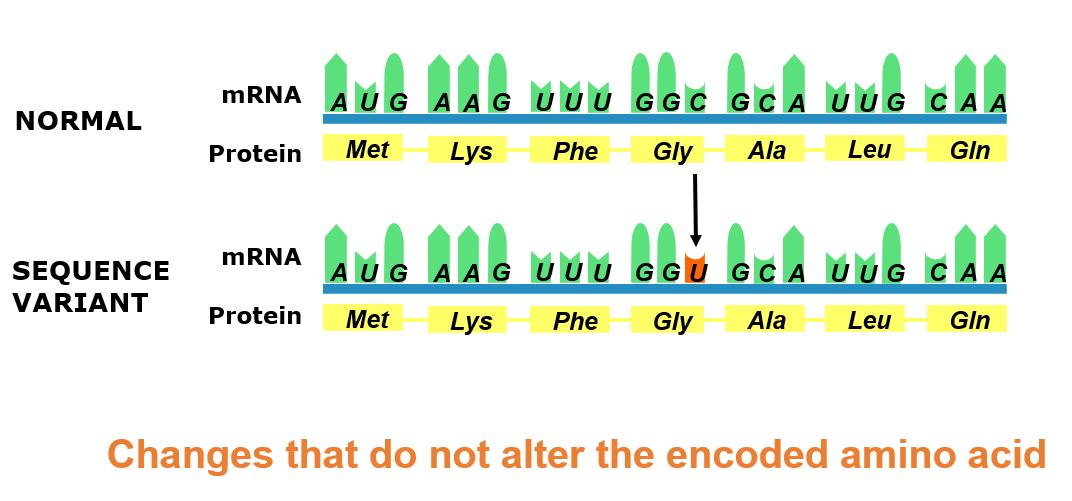 mRNA A U G A A G U U U G G C G C A U U G C A A
NORMAL
Protein Met Lys Phe Gly Ala Leu Gln
mRNA A U G A A G U U U G G U G C A U U G C A A
SEQUENCE
VARIANT
Protein Met Lys Phe Gly Ala Leu Gln
Changes that do not alter the encoded amino acid